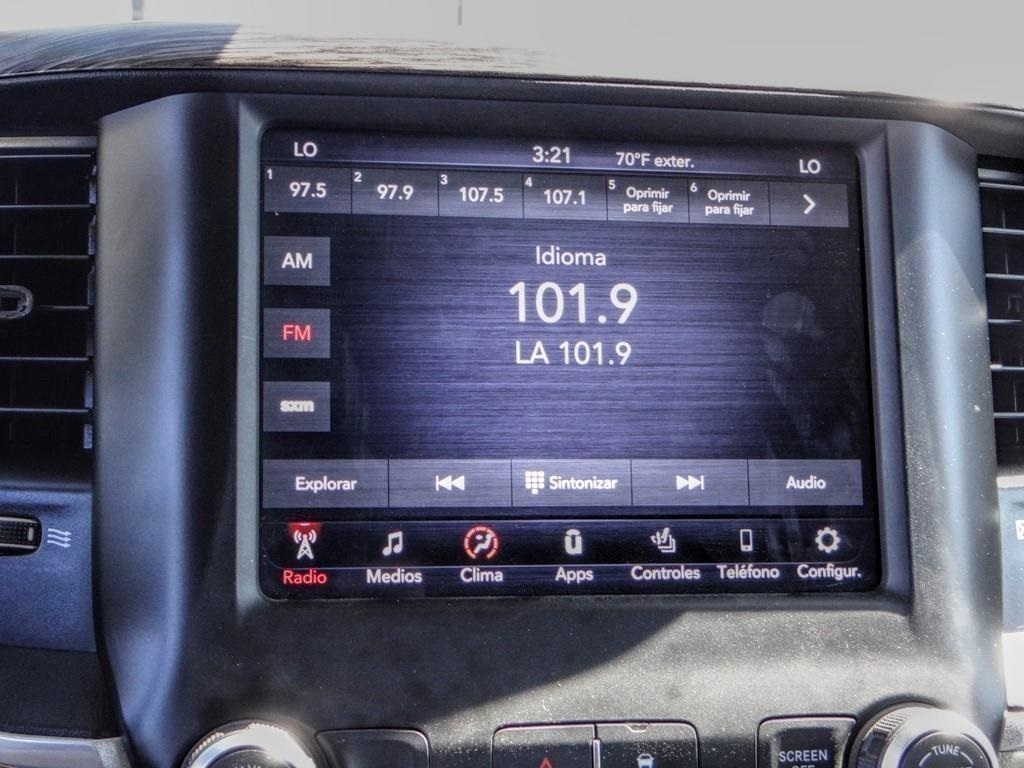 LO 3:21 70°F exter. LO
1 97.5 2 97.9 3 107.5 4 107.1 5 Oprimir para fijar 6 Oprimir para fijar
Idioma
AM
101.9
FM
LA 101.9
sxm
Explorar Sintonizar Audio
Radio Medios Clima Apps Controles Teléfono Configur.
SCREEN
OFF
TUNE